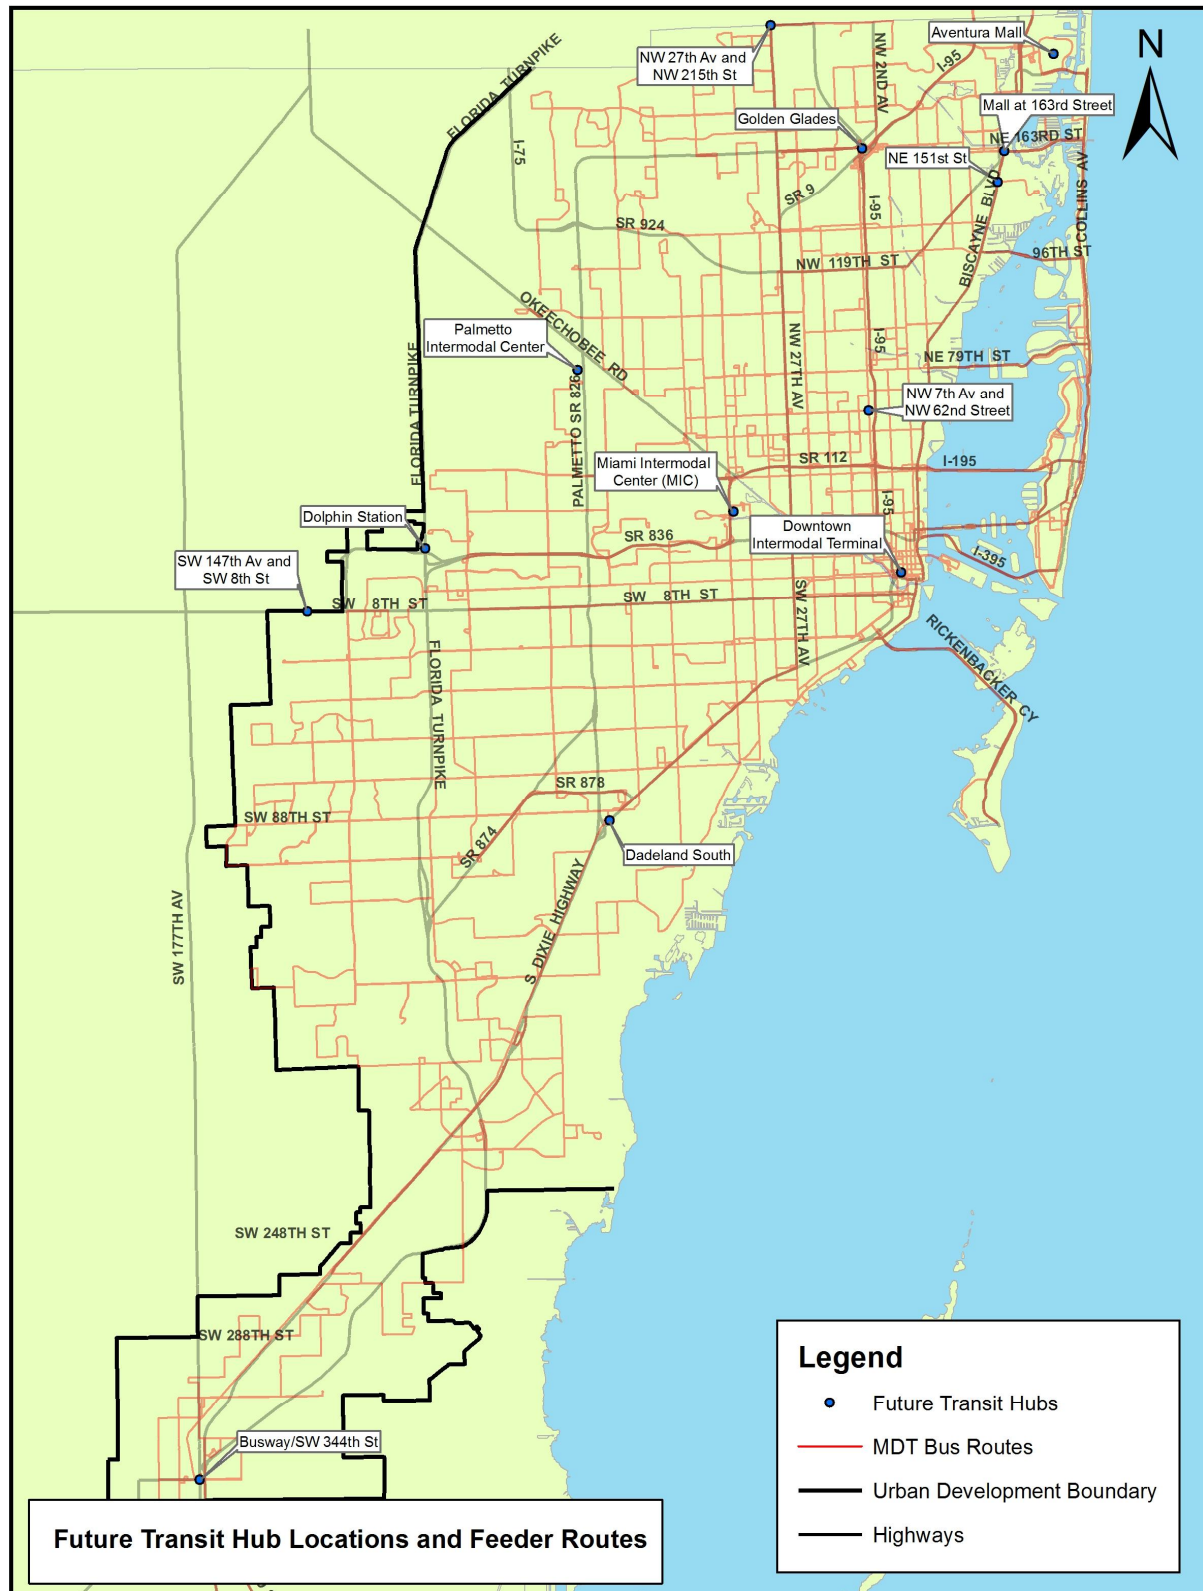 N
Aventura Mall
NW 27th Av and
NW 215th St
NW 2ND AV
I-95
FLORIDA TURNPIKE
Mall at 163rd Street
Golden Glades
NE 163RD ST
I-75
NE 151st St
SR 9
I-95
BISCAYNE BLVD
COLLINS AV
SR 924
96TH ST
NW 119TH ST
OKEECHOBEE RD
Palmetto
Intermodal Center
NW 27TH AV
I-95
NE 79TH ST
FLORIDA TURNPIKE
PALMETTO SR 826
NW 7th Av and
NW 62nd Street
SR 112
I-195
Miami Intermodal
Center (MIC)
I-95
Dolphin Station
SR 836
Downtown
Intermodal Terminal
I-395
SW 147th Av and
SW 8th St
SW 8TH ST
SW 8TH ST
SW 27TH AV
RICKENBACKER CY
FLORIDA TURNPIKE
SR 878
SW 88TH ST
SR 874
Dadeland South
SW 177TH AV
S DIXIE HIGHWAY
SW 248TH ST
SW 288TH ST
Busway/SW 344th St
Legend
Future Transit Hubs
MDT Bus Routes
Urban Development Boundary
Highways
Future Transit Hub Locations and Feeder Routes